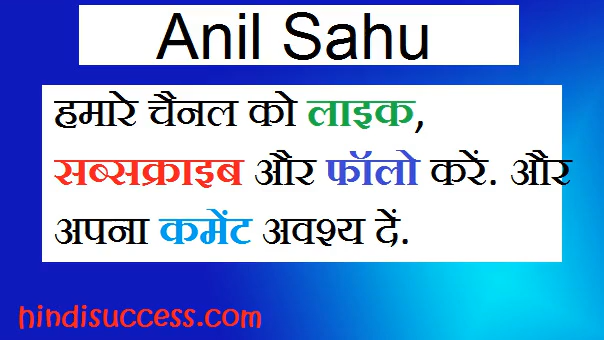 Anil Sahu
हमारे चैनल को लाइक,
सब्सक्राइब और फॉलो करें. और
अपना कमेंट अवश्य दें.
hindisuccess.com